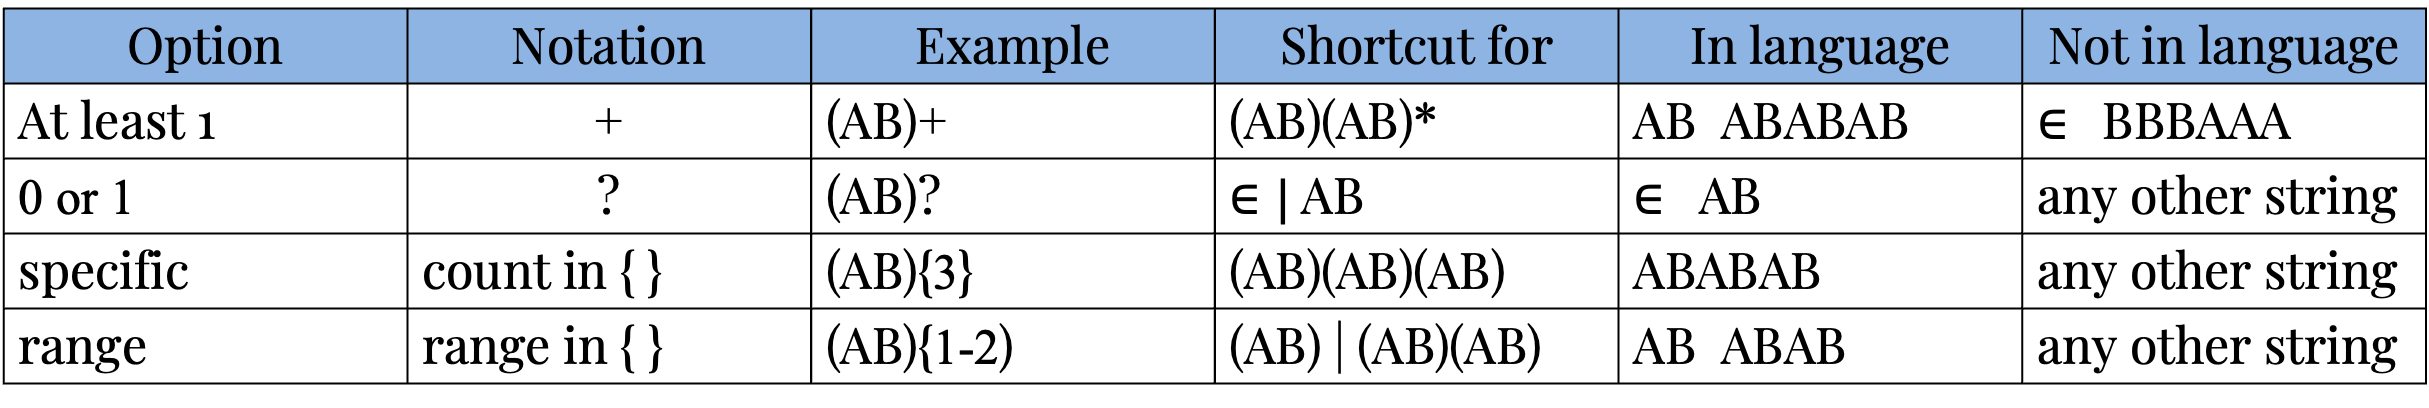 Option Notation Example Shortcut for In language Not in language
At least 1 + (AB)+ (AB)(AB)* AB ABABAB ∈ BBBAAA
0 or 1 ? (AB)? ∈ | AB ∈ AB any other string
specific count in { } (AB){3} (AB)(AB)(AB) ABABAB any other string
range range in { } (AB){1-2) (AB) | (AB)(AB) AB ABAB any other string